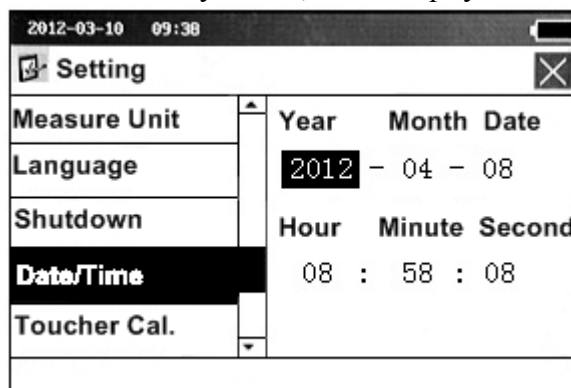 2012-03-10 09:38
Setting
Measure Unit
Language
Shutdown
Date/Time
Toucher Cal.
Year Month Date
2012 - 04 - 08
Hour Minute Second
08 : 58 : 08